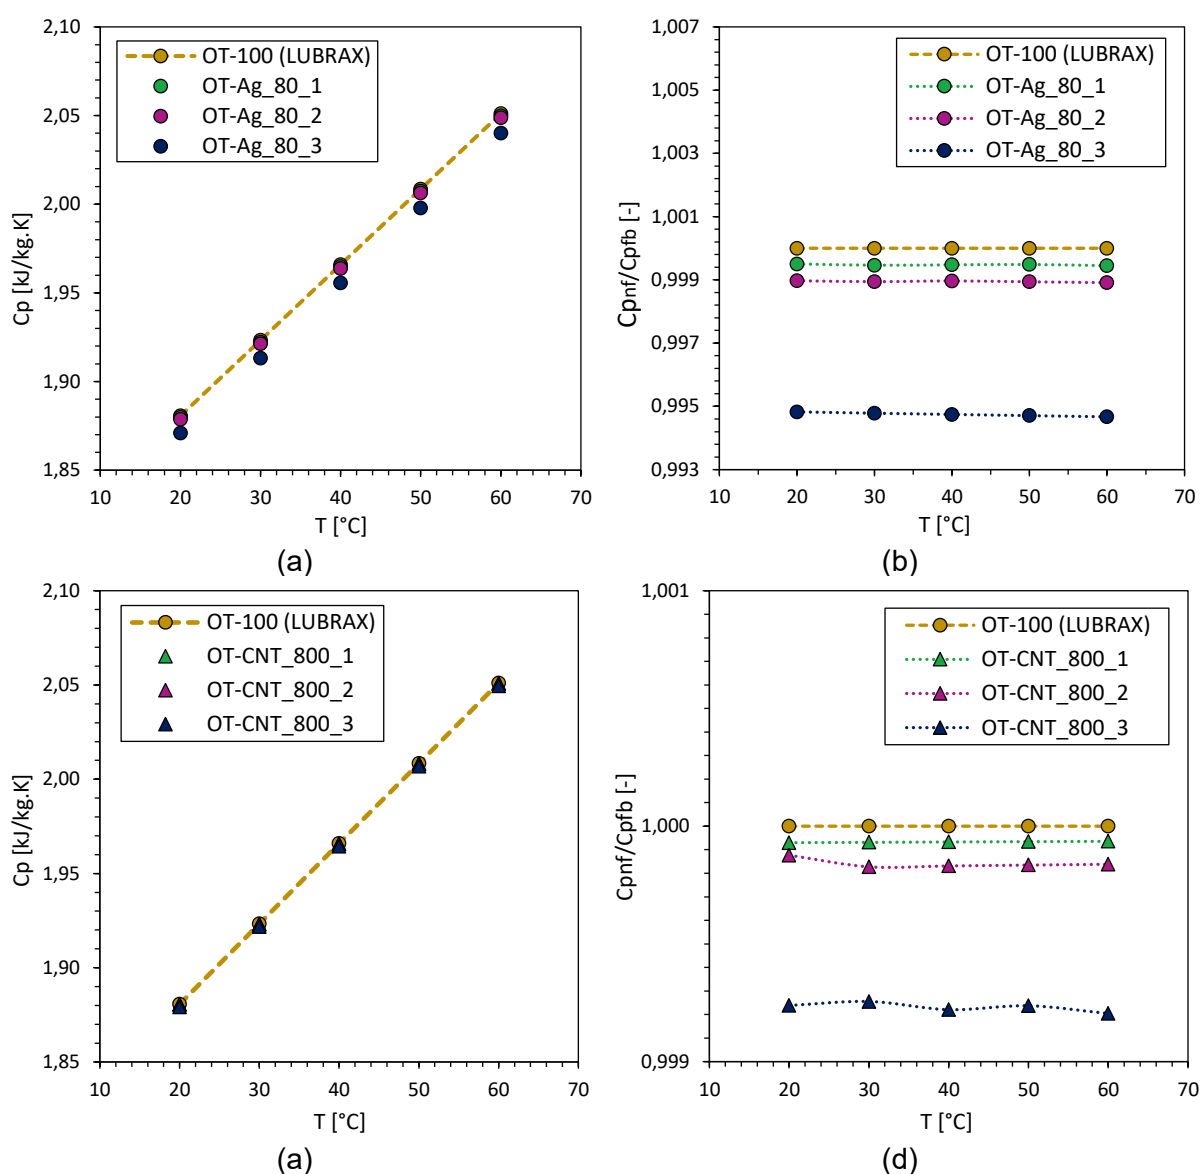 2,10
2,05
2,00
1,95
1,90
1,85
Cp [kJ/kg.K]
OT-100 (LUBRAX)
OT-Ag_80_1
OT-Ag_80_2
OT-Ag_80_3
10 20 30 40 50 60 70
T [°C]
(a)
1,007
1,005
1,003
1,001
0,999
0,997
0,995
0,993
Cpnf/Cpfb [-]
OT-100 (LUBRAX)
OT-Ag_80_1
OT-Ag_80_2
OT-Ag_80_3
10 20 30 40 50 60 70
T [°C]
(b)
2,10
2,05
2,00
1,95
1,90
1,85
Cp [kJ/kg.K]
OT-100 (LUBRAX)
OT-CNT_800_1
OT-CNT_800_2
OT-CNT_800_3
10 20 30 40 50 60 70
T [°C]
(a)
1,001
1,000
0,999
Cpnf/Cpfb [-]
OT-100 (LUBRAX)
OT-CNT_800_1
OT-CNT_800_2
OT-CNT_800_3
10 20 30 40 50 60 70
T [°C]
(d)